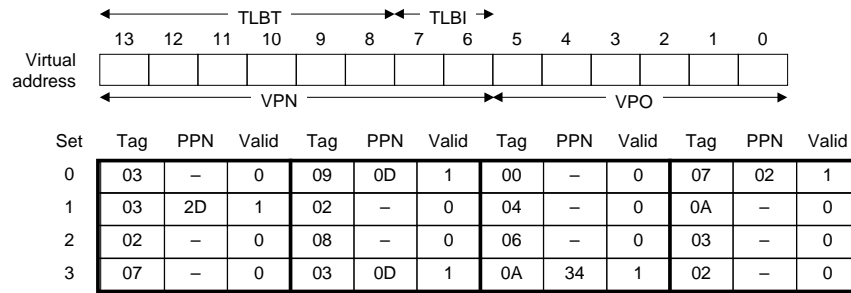 TLBT TLBI
13 12 11 10 9 8 7 6 5 4 3 2 1 0
Virtual
address
VPN VPO
Set Tag PPN Valid Tag PPN Valid Tag PPN Valid Tag PPN Valid
0 03 – 0 09 0D 1 00 – 0 07 02 1
1 03 2D 1 02 – 0 04 – 0 0A – 0
2 02 – 0 08 – 0 06 – 0 03 – 0
3 07 – 0 03 0D 1 0A 34 1 02 – 0